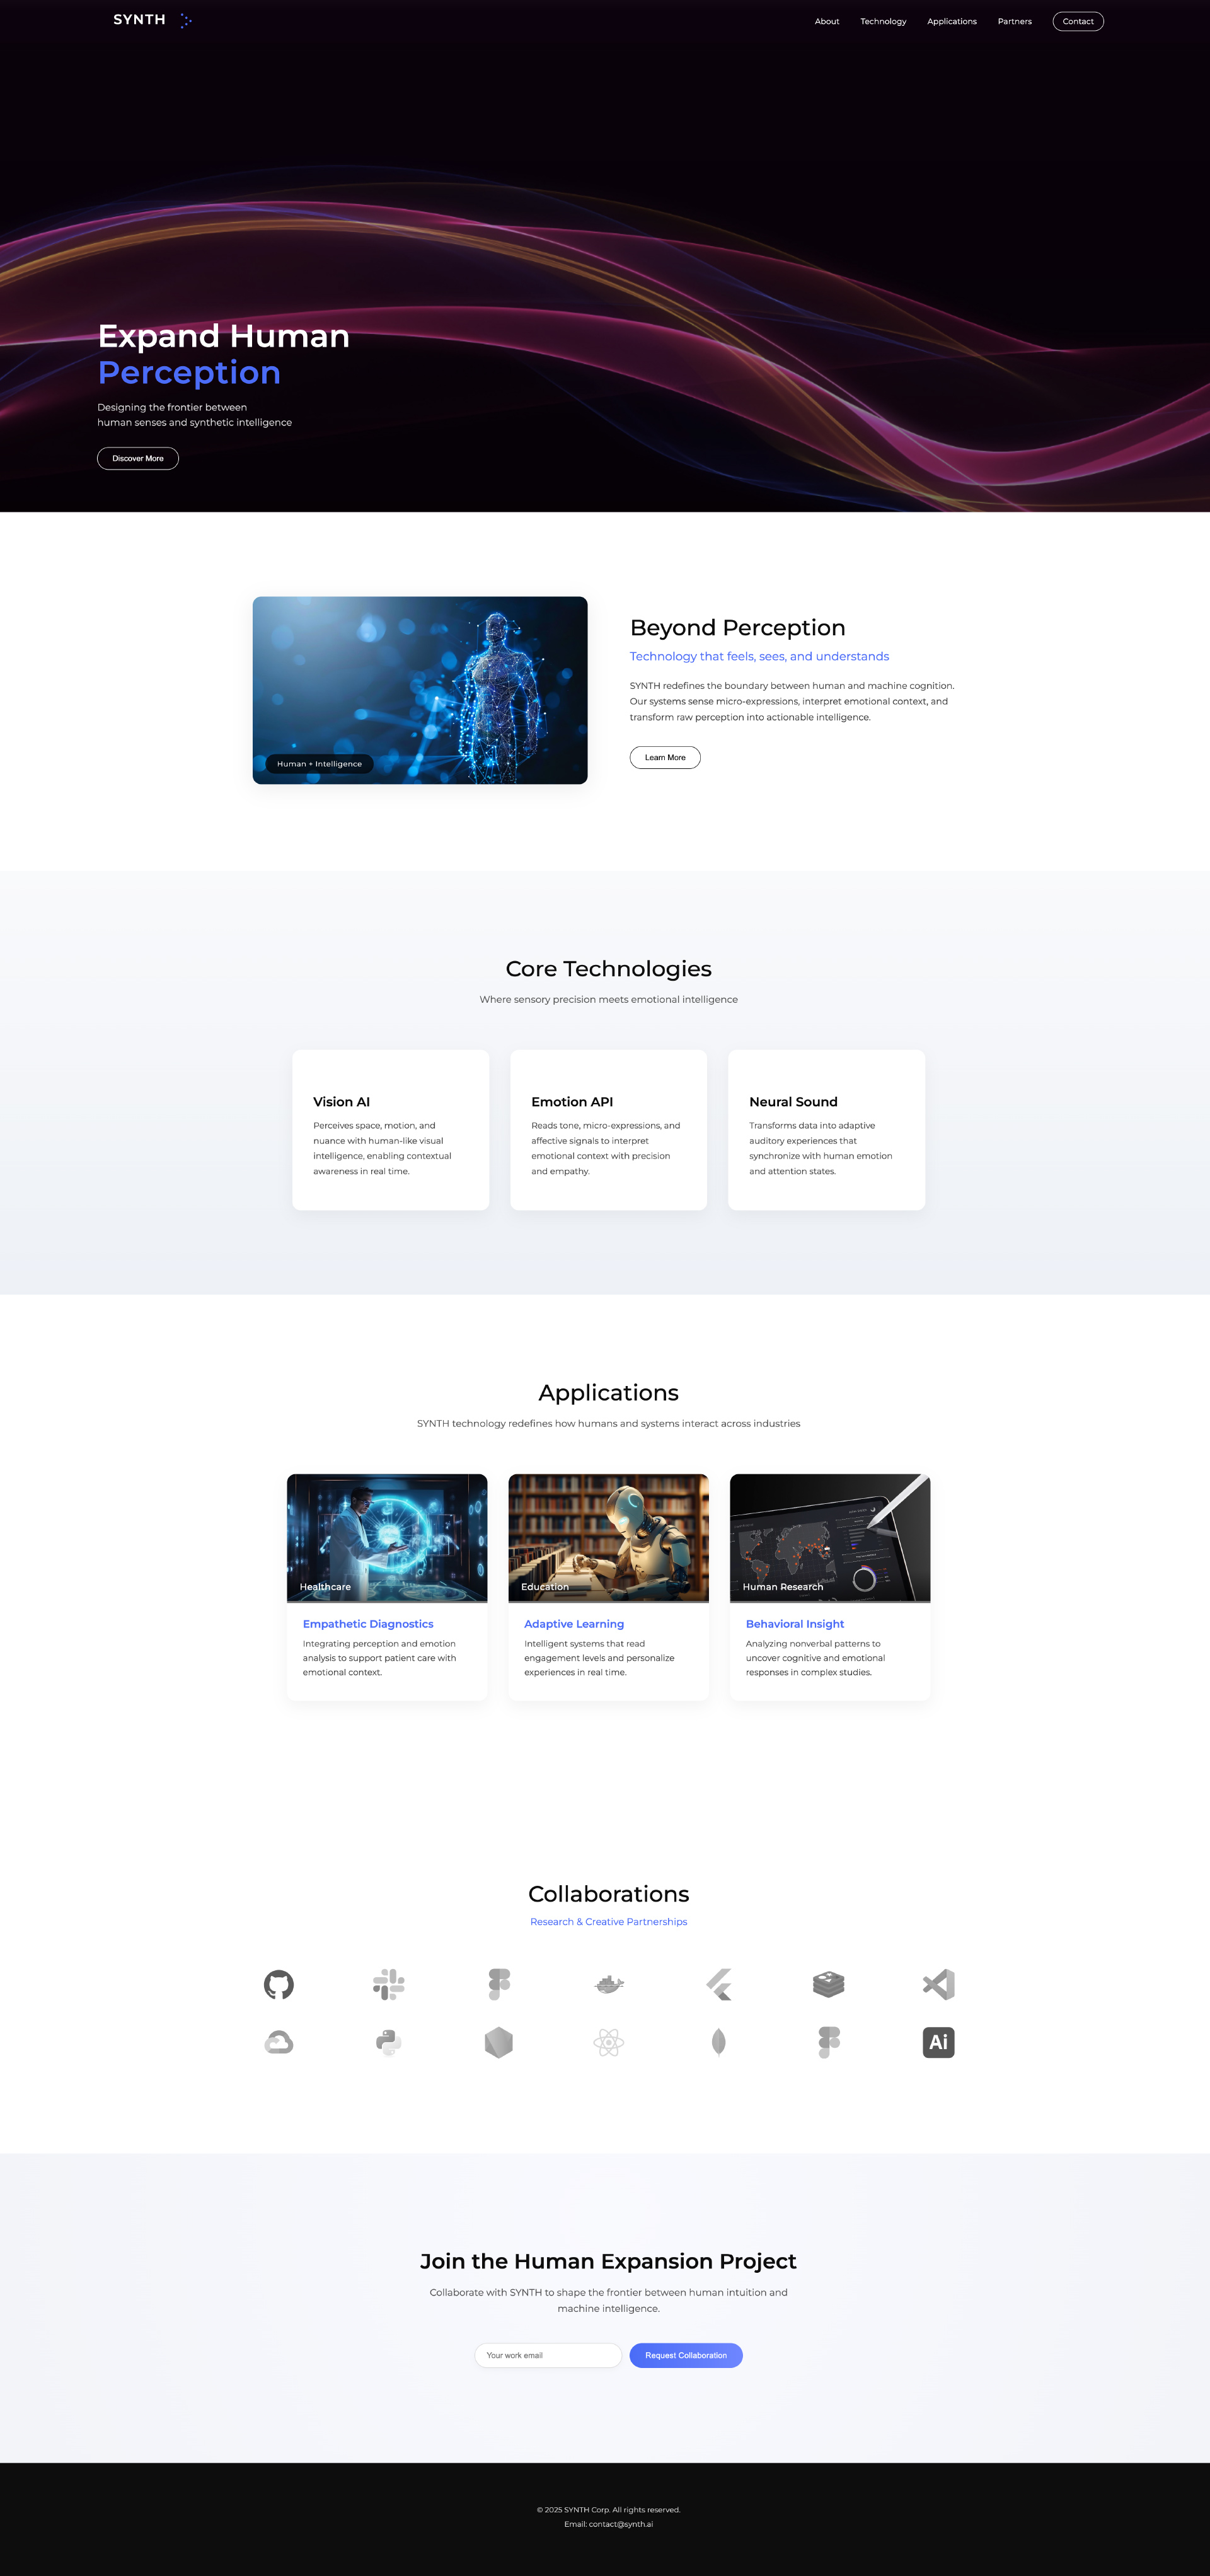 SYNTH
About
Technology
Applications
Partners
Contact
Expand Human
Perception
Designing the frontier between
human senses and synthetic intelligence
Discover More
Human + Intelligence
Beyond Perception
Technology that feels, sees, and understands
SYNTH redefines the boundary between human and machine cognition.
Our systems sense micro-expressions, interpret emotional context, and
transform raw perception into actionable intelligence.
Learn More
Core Technologies
Where sensory precision meets emotional intelligence
Vision AI
Perceives space, motion, and
nuance with human-like visual
intelligence, enabling contextual
awareness in real time.
Emotion API
Reads tone, micro-expressions, and
affective signals to interpret
emotional context with precision
and empathy.
Neural Sound
Transforms data into adaptive
auditory experiences that
synchronize with human emotion
and attention states.
Applications
SYNTH technology redefines how humans and systems interact across industries
Healthcare
Empathetic Diagnostics
Integrating perception and emotion
analysis to support patient care with
emotional context.
Education
Adaptive Learning
Intelligent systems that read
engagement levels and personalize
experiences in real time.
Human Research
Behavioral Insight
Analyzing nonverbal patterns to
uncover cognitive and emotional
responses in complex studies.
Collaborations
Research & Creative Partnerships
Ai
Join the Human Expansion Project
Collaborate with SYNTH to shape the frontier between human intuition and
machine intelligence.
Your work email
Request Collaboration
© 2025 SYNTH Corp. All rights reserved.
Email: contact@synth.ai